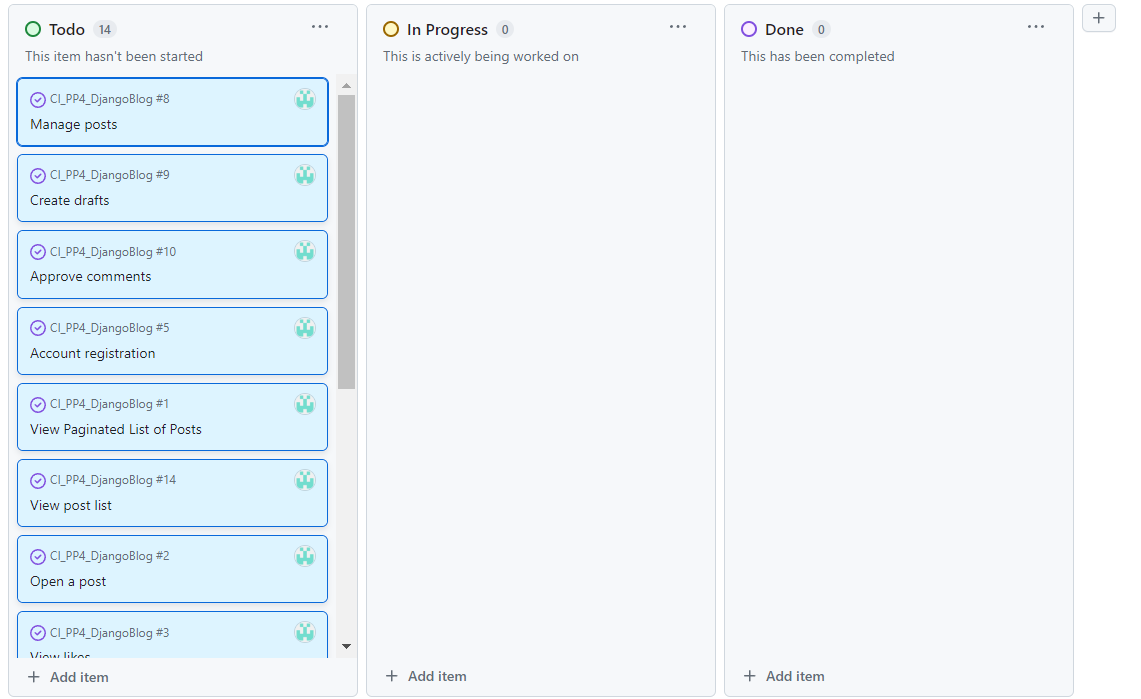 Todo 14
This item hasn't been started
CI_PP4_DjangoBlog #8
Manage posts
CI_PP4_DjangoBlog #9
Create drafts
CI_PP4_DjangoBlog #10
Approve comments
CI_PP4_DjangoBlog #5
Account registration
CI_PP4_DjangoBlog #1
View Paginated List of Posts
CI_PP4_DjangoBlog #14
View post list
CI_PP4_DjangoBlog #2
Open a post
CI_PP4_DjangoBlog #3
View likes
+ Add item
In Progress 0
This is actively being worked on
+ Add item
Done 0
This has been completed
+ Add item